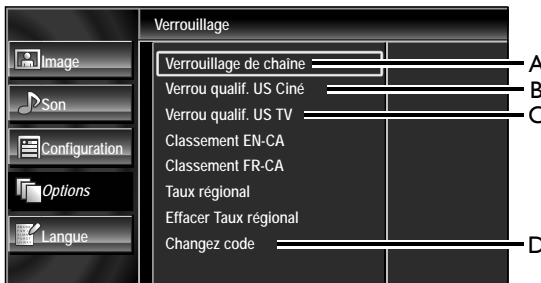 Verrouillage
Image
Son
Configuration
Options
Langue
Verrouillage de chaine
Verrou qualif. US Ciné
Verrou qualif. US TV
Classement EN-CA
Classement FR-CA
Taux régional
Effacer Taux régional
Changez code
A
B
C
D